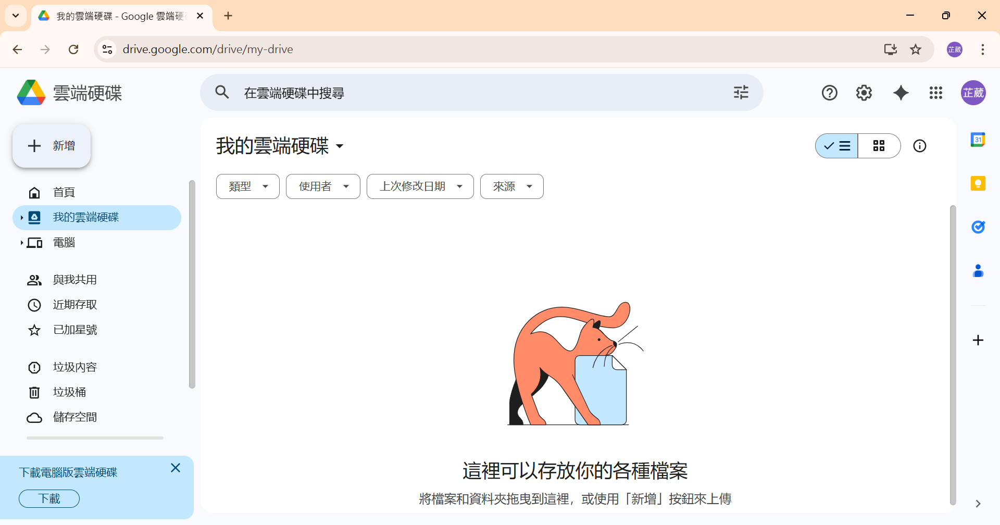 我的雲端硬碟 - Google 雲端硬
drive.google.com/drive/my-drive
芷葳
雲端硬碟
在雲端硬碟中搜尋
芷葳
新增
首頁
我的雲端硬碟
電腦
與我共用
近期存取
已加星號
垃圾內容
垃圾桶
儲存空間
下載電腦版雲端硬碟
下載
我的雲端硬碟
類型
使用者
上次修改日期
來源
這裡可以存放你的各種檔案
將檔案和資料夾拖曳到這裡，或使用「新增」按鈕來上傳
31